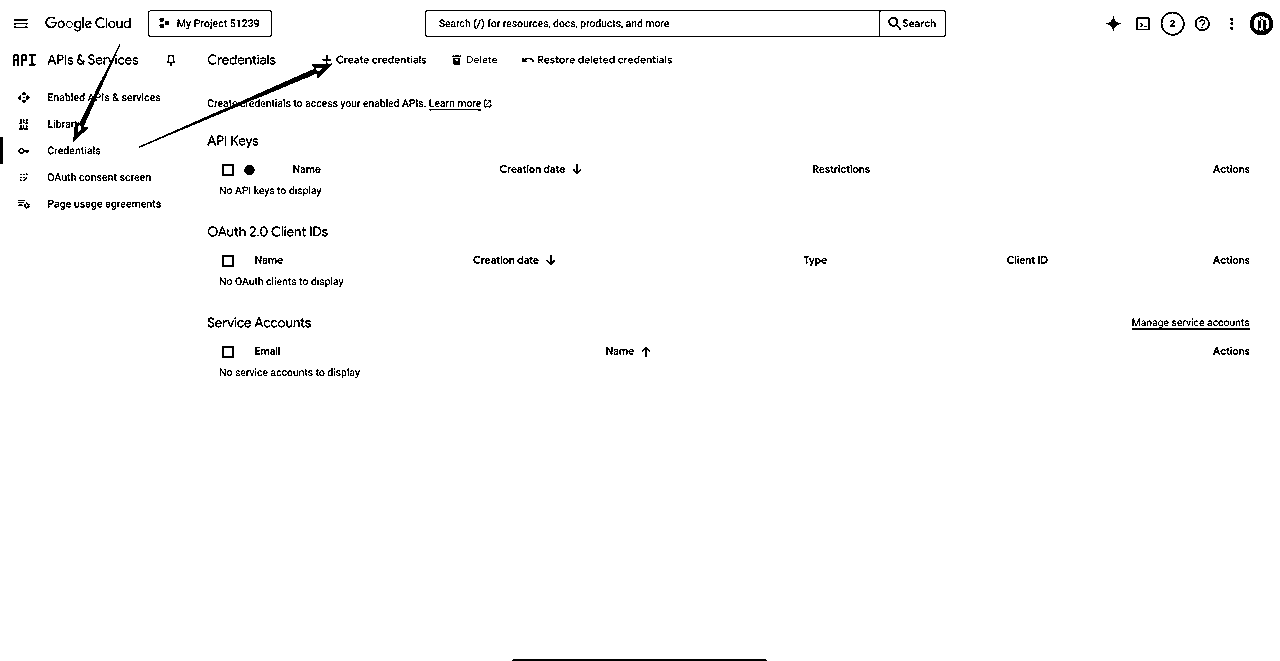 Google Cloud My Project 51239 Search (/) for resources, docs, products, and more Search 2
API APIs & Services Credentials + Create credentials Delete Restore deleted credentials
Enabled APIs & services
Create credentials to access your enabled APIs. Learn more
Library
Credentials
OAuth consent screen
Page usage agreements
API Keys
Name Creation date Restrictions Actions
No API keys to display
OAuth 2.0 Client IDs
Name Creation date Type Client ID Actions
No OAuth clients to display
Service Accounts Manage service accounts
Email Name Actions
No service accounts to display